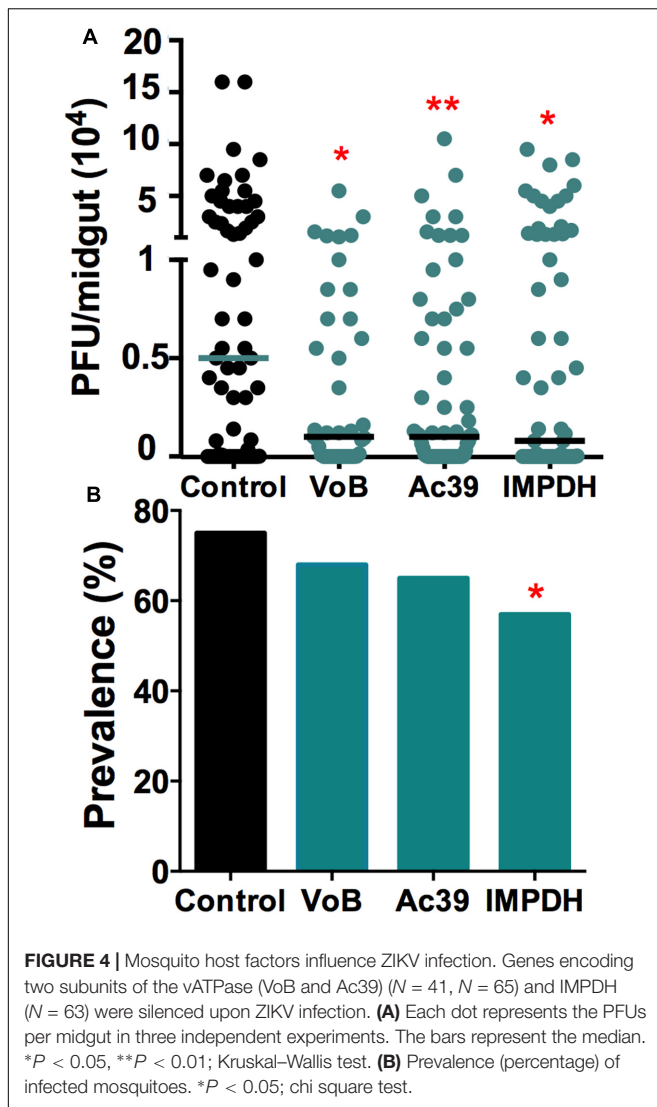 A
PFU/midgut (10⁴)
20
15
10
5
1
0.5
0
*
**
*
Control VoB Ac39 IMPDH
B
Prevalence (%)
80
60
40
20
0
*
Control VoB Ac39 IMPDH
FIGURE 4 | Mosquito host factors influence ZIKV infection. Genes encoding
two subunits of the vATPase (VoB and Ac39) (N = 41, N = 65) and IMPDH
(N = 63) were silenced upon ZIKV infection. (A) Each dot represents the PFUs
per midgut in three independent experiments. The bars represent the median.
*P < 0.05, **P < 0.01; Kruskal–Wallis test. (B) Prevalence (percentage) of
infected mosquitoes. *P < 0.05; chi square test.